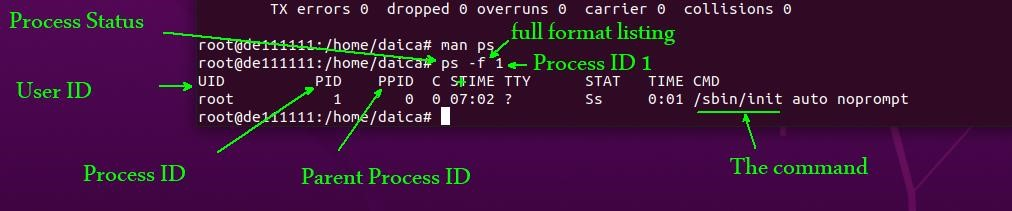 TX errors 0 dropped 0 overruns 0 carrier 0 collisions 0
Process Status
full format listing
root@de111111:/home/daica# man ps
root@de111111:/home/daica# ps -f 1
Process ID 1
User ID
UID PID PPID C STIME TTY STAT TIME CMD
root 1 0 0 07:02 ? Ss 0:01 /sbin/init auto noprompt
root@de111111:/home/daica#
Process ID
Parent Process ID
The command